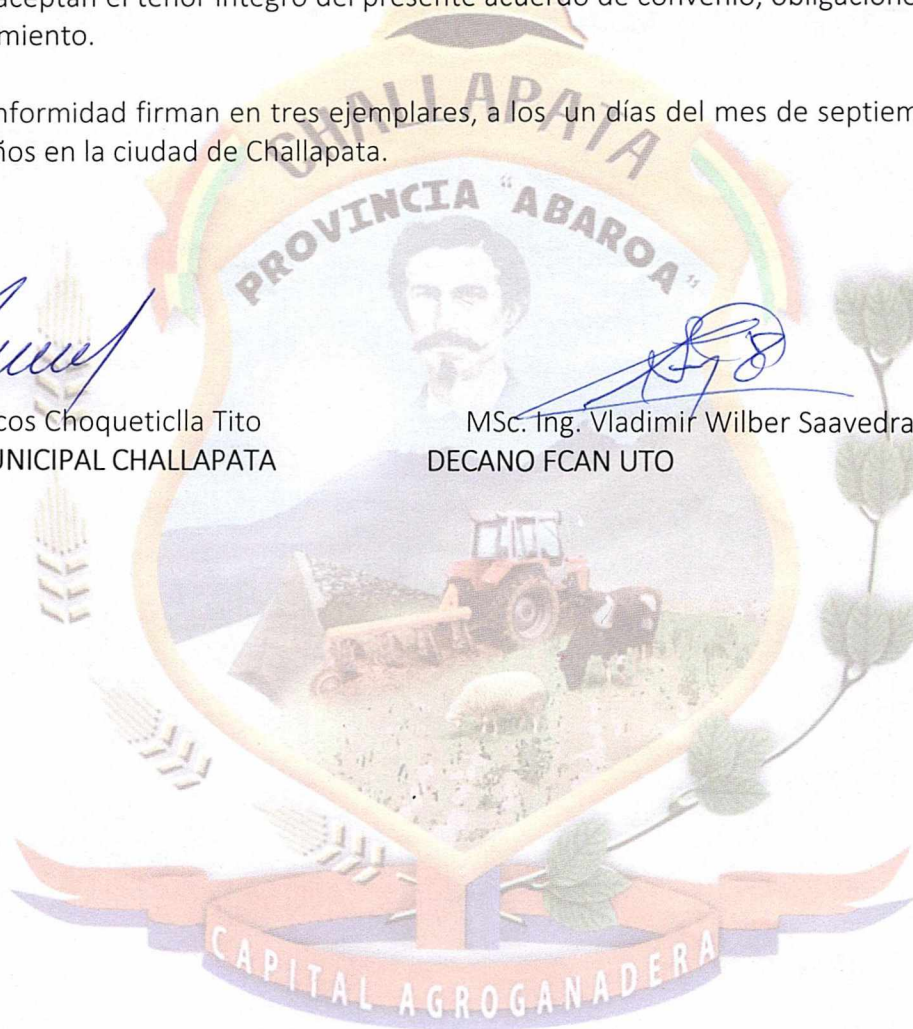 aceptan el tenor integro del presente acuerdo de convenio, obligacione
miento.
nformidad firman en tres ejemplares, a los un días del mes de septiem
ños en la ciudad de Challapata.
CHALLAPATA
PROVINCIA "ABAROA"
cos Choqueticlla Tito
MSc. Ing. Vladimir Wilber Saavedra
UNICIPAL CHALLAPATA
DECANO FCAN UTO
CAPITAL AGROGANADERA